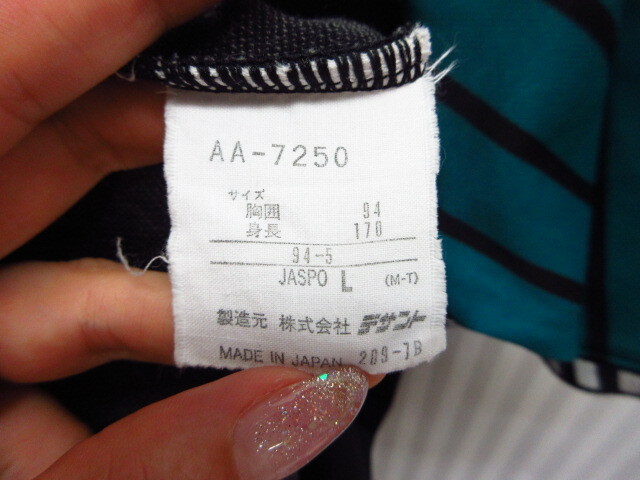 AA-7250
サイズ
胸囲 94
身長 170
94-5
JASPO L (M-T)
製造元 株式会社 デサント
MADE IN JAPAN 209-7B